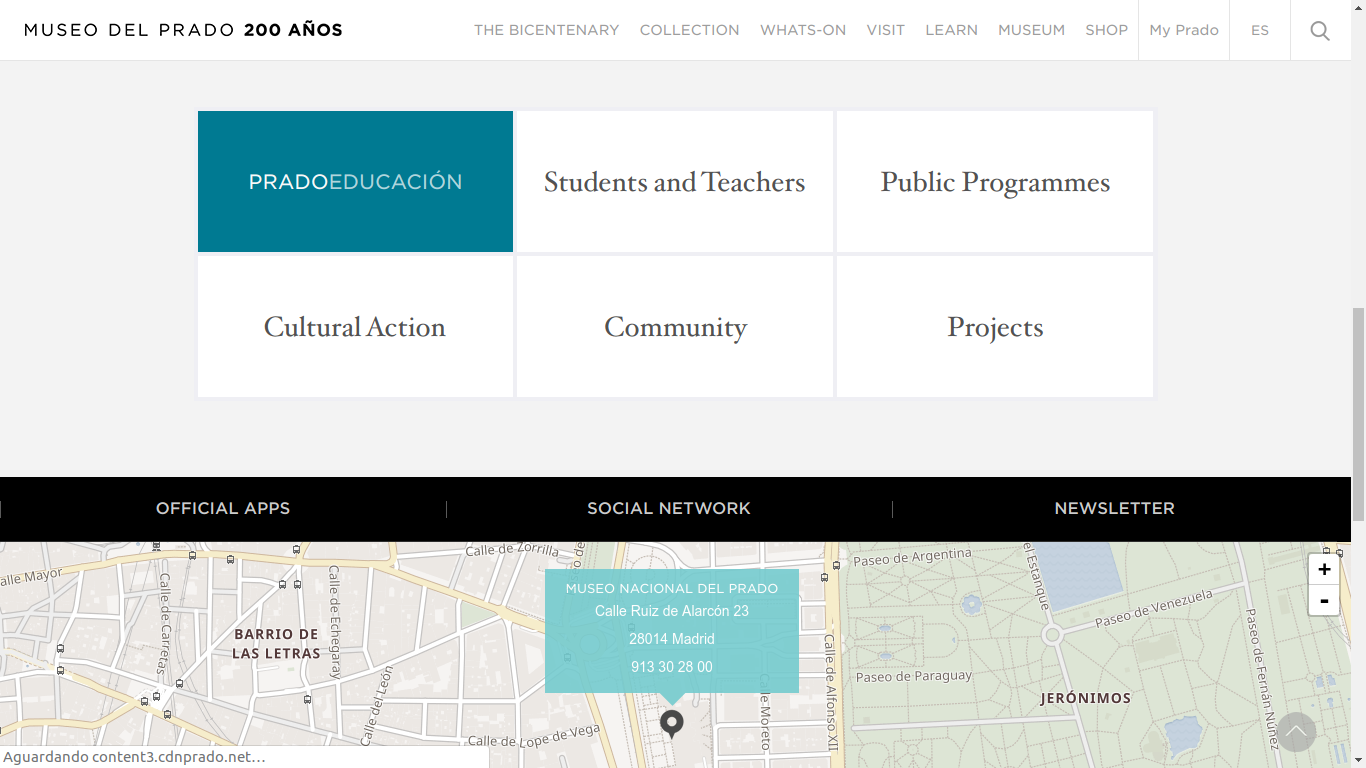 MUSEO DEL PRADO 200 AÑOS
THE BICENTENARY COLLECTION WHATS-ON VISIT LEARN MUSEUM SHOP My Prado ES
PRADOEDUCACIÓN
Students and Teachers
Public Programmes
Cultural Action
Community
Projects
OFFICIAL APPS
SOCIAL NETWORK
NEWSLETTER
Calle de Zorrilla
Paseo de Argentina
el Estanque
+
-
MUSEO NACIONAL DEL PRADO
Calle Ruiz de Alarcón 23
28014 Madrid
913 30 28 00
alle Mayor
Calle de Carretas
Calle de Echegaray
Paseo de Venezuela
BARRIO DE
LAS LETRAS
Calle de Alfonso XII
Paseo de Paraguay
Paseo de Fernán Núñez
JERÓNIMOS
Calle del León
Calle Moreto
Calle de Lope de Vega
Aguardando content3.cdnprado.net…